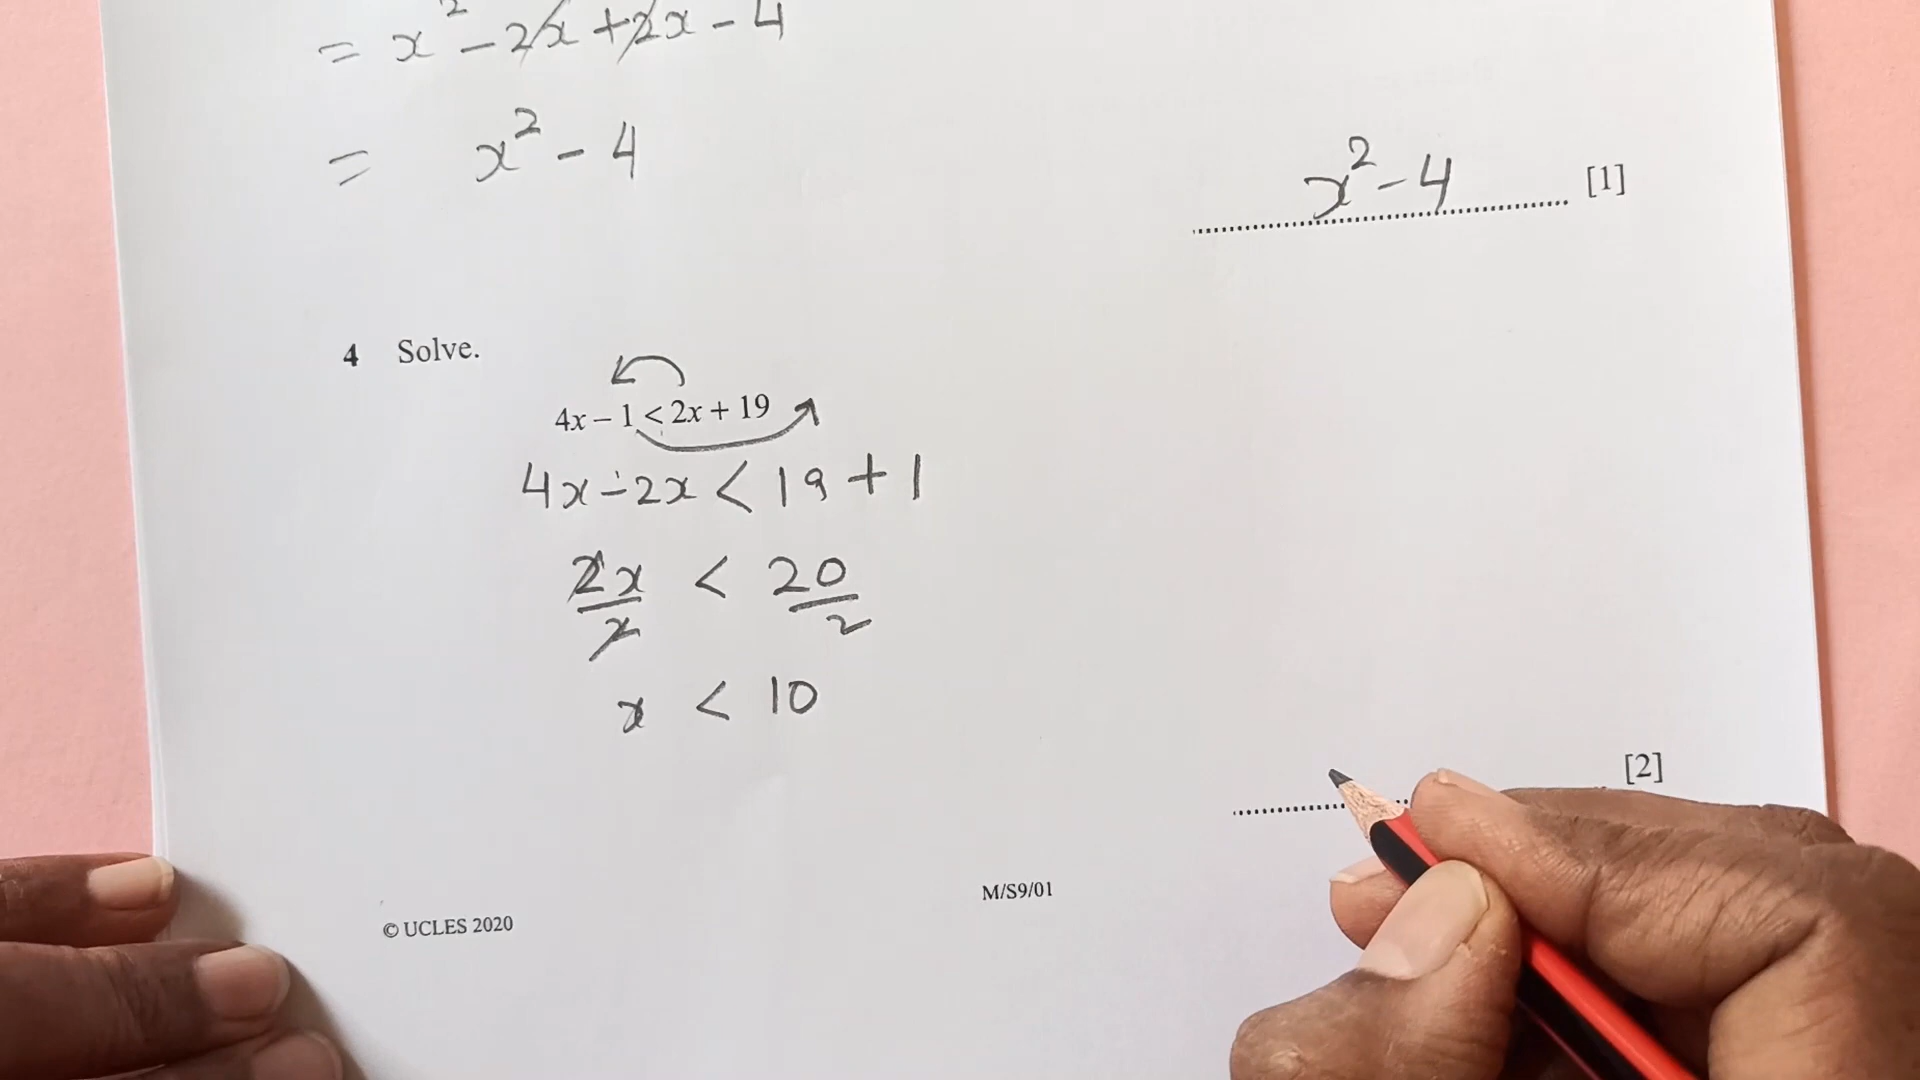 = x² - 2x + 2x - 4
= x² - 4
x² - 4 [1]
4 Solve.
4x – 1 < 2x + 19
4x - 2x < 19 + 1
2x/2 < 20/2
x < 10
[2]
M/S9/01
© UCLES 2020